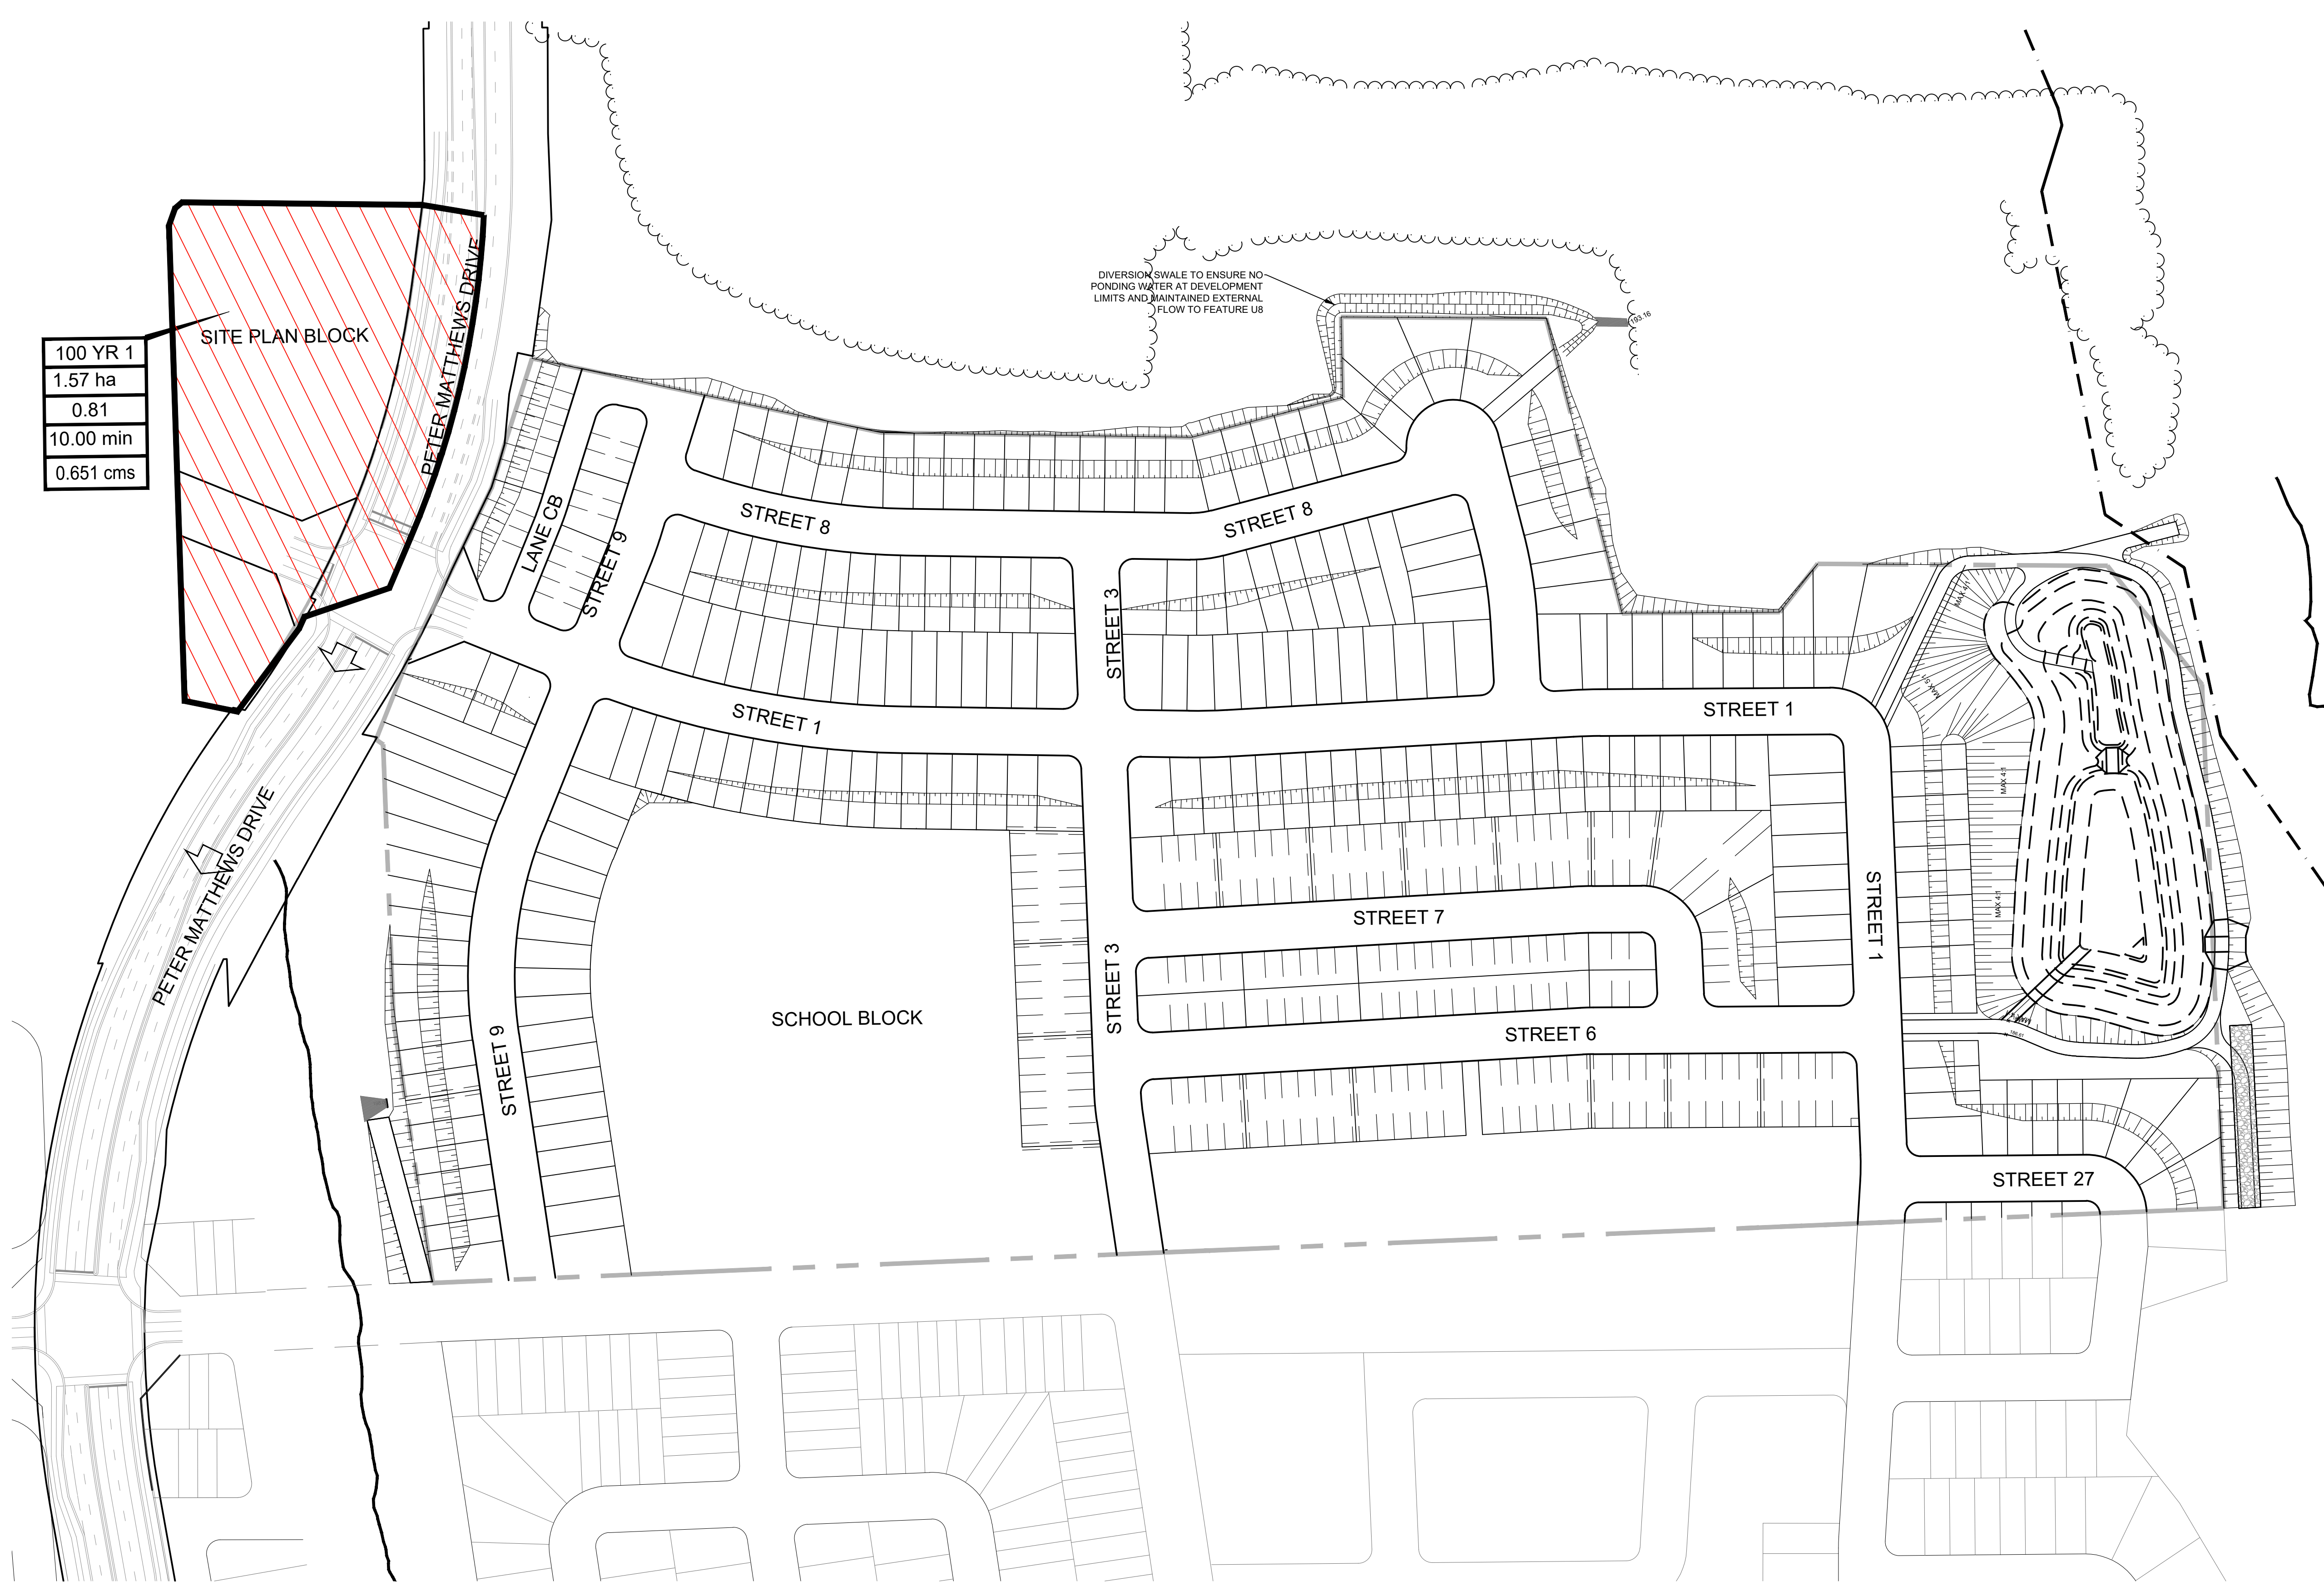 DIVERSION SWALE TO ENSURE NO
PONDING WATER AT DEVELOPMENT
LIMITS AND MAINTAINED EXTERNAL
FLOW TO FEATURE U8
193.16
PETER MATTHEWS DRIVE
SITE PLAN BLOCK
100 YR 1
1.57 ha
0.81
10.00 min
0.651 cms
LANE CB
STREET 9
STREET 8
STREET 8
STREET 3
STREET 1
STREET 1
MAX 5:1
MAX 4:1
MAX 4:1
PETER MATTHEWS DRIVE
STREET 7
STREET 1
STREET 3
SCHOOL BLOCK
STREET 6
STREET 9
STREET 27